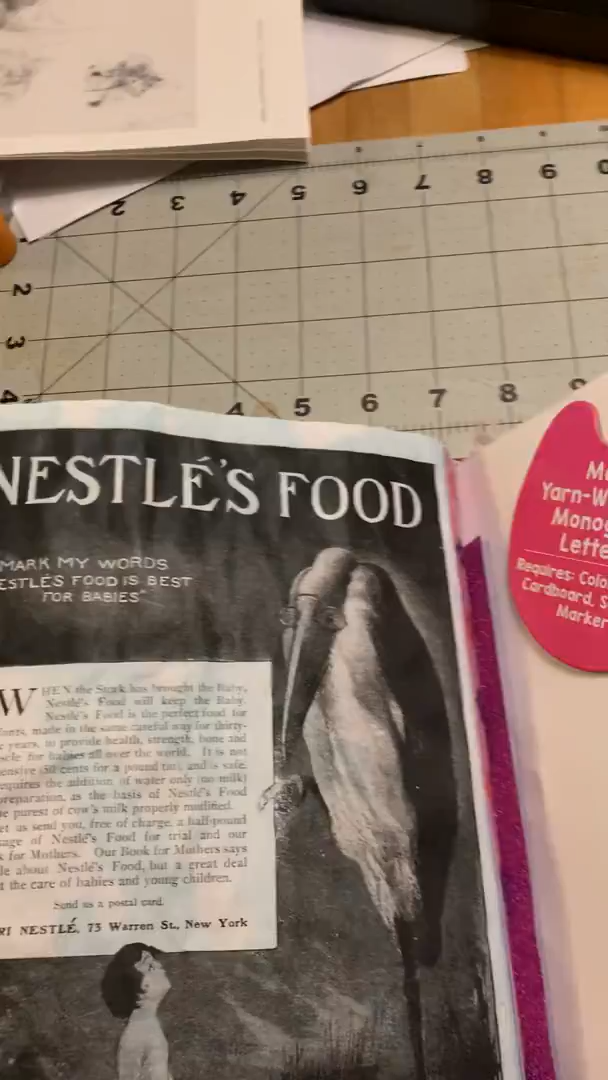 2 3 4 5 6 7 8 9
2
3
4 5 6 7 8
NESTLÉ'S FOOD
MARK MY WORDS
ESTLÉS FOOD IS BEST
FOR BABIES"
WHEN the Stork has brought the Baby,
Nestlé's Food will keep the Baby.
Nestlé's Food is the perfect food for
made in the same careful way for thirty-
years, to provide health, strength, bone and
for babies all over the world. It is not
(50 cents for a pound tin) and is safe.
requires the addition of water only (no milk)
preparation, as the basis of Nestlé's Food
purest of cow's milk properly modified.
et us send you, free of charge, a half-pound
of Nestlé's Food for trial and our
for Mothers. Our Book for Mothers says
about Nestlé's Food, but a great deal
the care of babies and young children.
Send us a postal card.
RI NESTLÉ, 73 Warren St., New York
Ma
Yarn-W
Monog
Lette
Requires: Colo
Cardboard, S
Marker